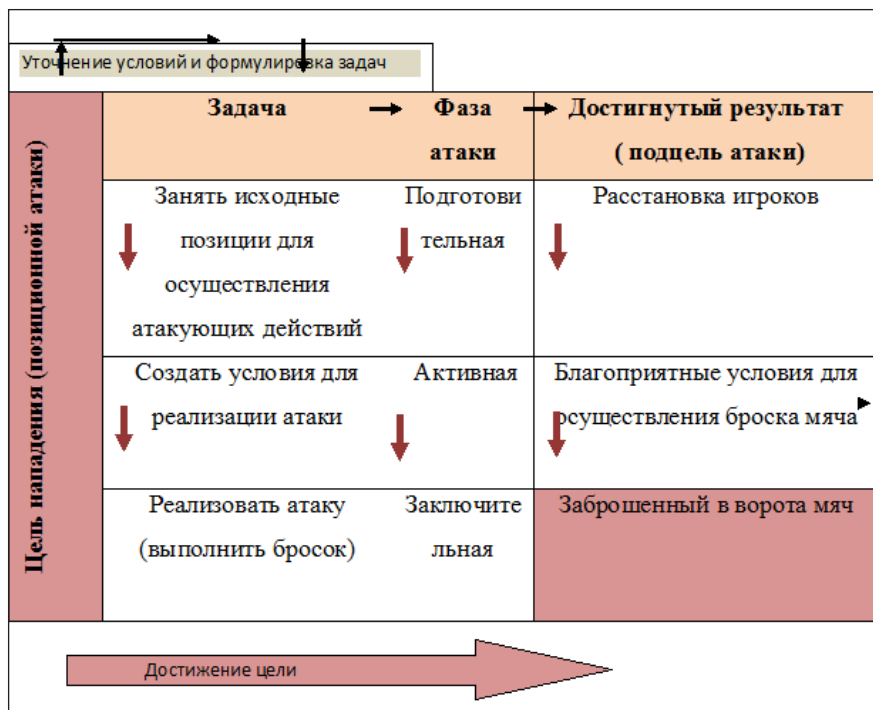 Уточнение условий и формулировка задач
Цель нападения (позиционной атаки)
Задача
Фаза
атаки
Достигнутый результат
( подцель атаки)
Занять исходные
позиции для
осуществления
атакующих действий
Подготови
тельная
Расстановка игроков
Создать условия для
реализации атаки
Активная
Благоприятные условия для
осуществления броска мяча
Реализовать атаку
(выполнить бросок)
Заключите
льная
Заброшенный в ворота мяч
Достижение цели